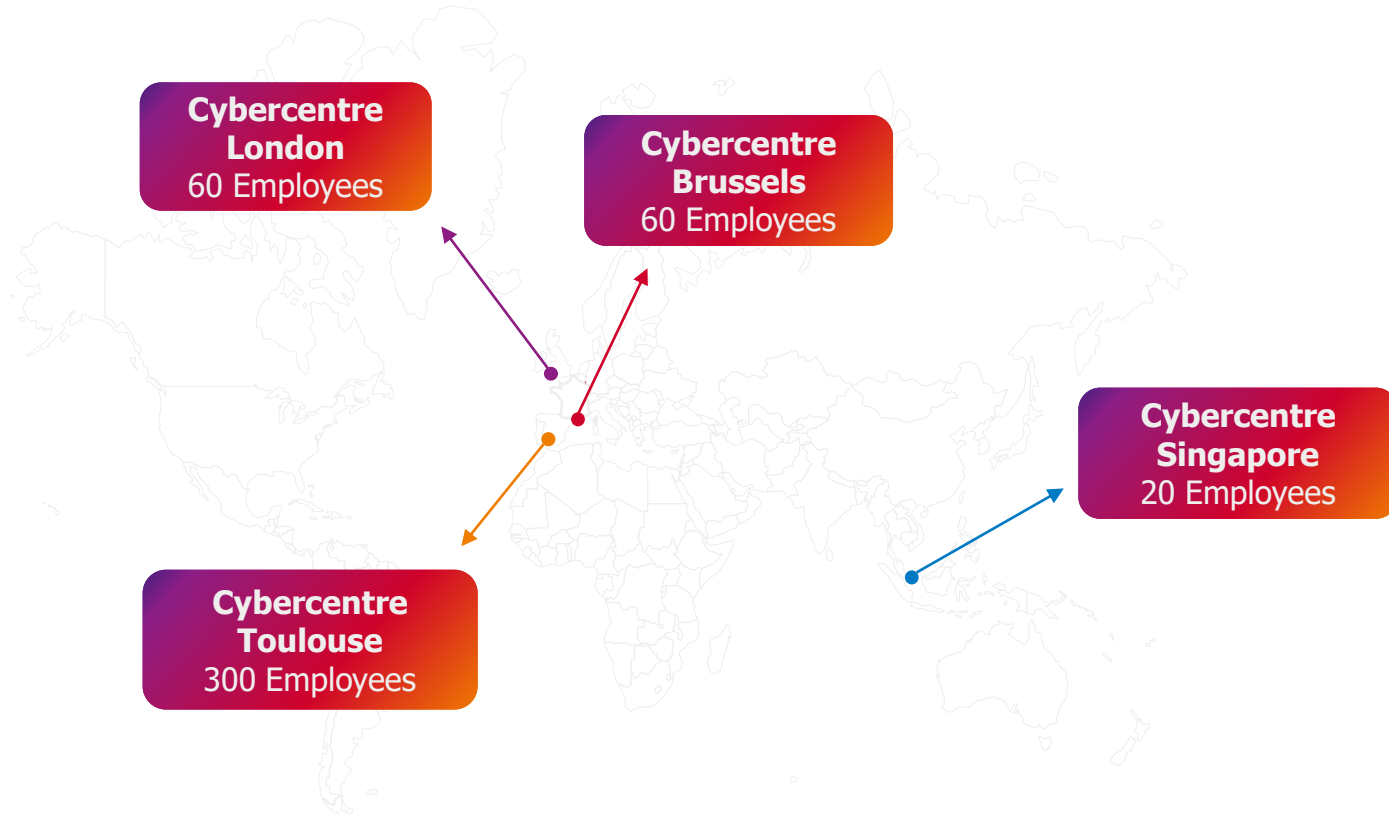 Cybercentre
London
60 Employees
Cybercentre
Brussels
60 Employees
Cybercentre
Singapore
20 Employees
Cybercentre
Toulouse
300 Employees